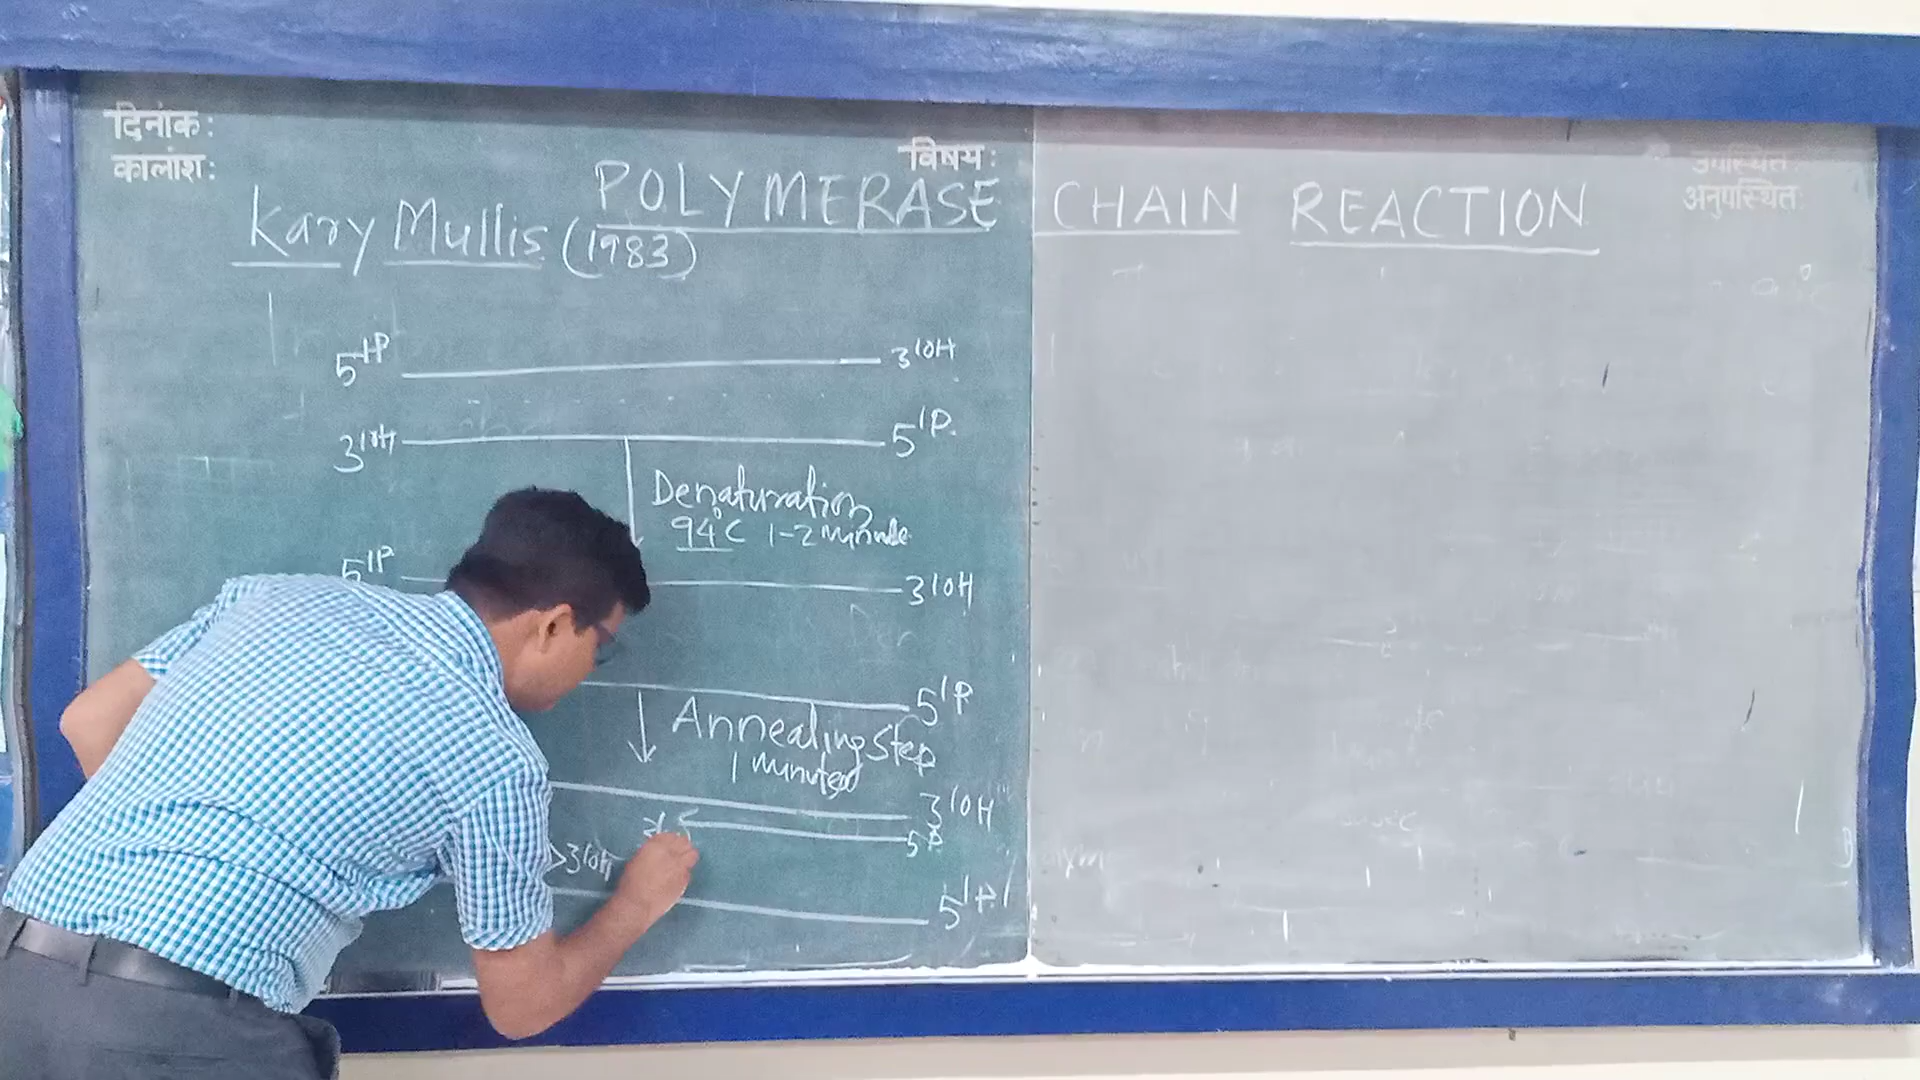 दिनांक :
कालांश :
विषय :
उपस्थित :
अनुपस्थित :
POLYMERASE CHAIN REACTION
Kary Mullis (1983)
5'P 3'OH
3'OH 5'P
Denaturation
94°C 1-2 minute
5'P 3'OH
5'P
Annealing Step
1 minute
3'OH
5'P
>3'OH